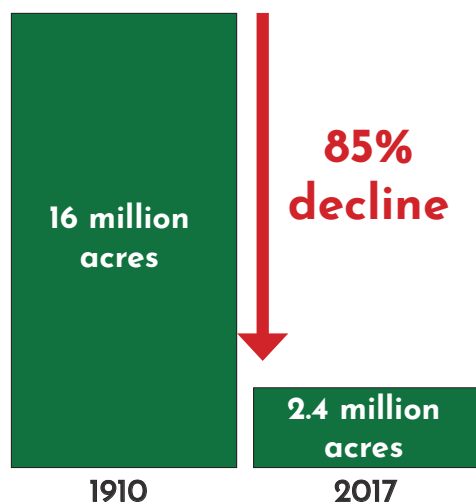 85%
decline
16 million
acres
2.4 million
acres
1910
2017